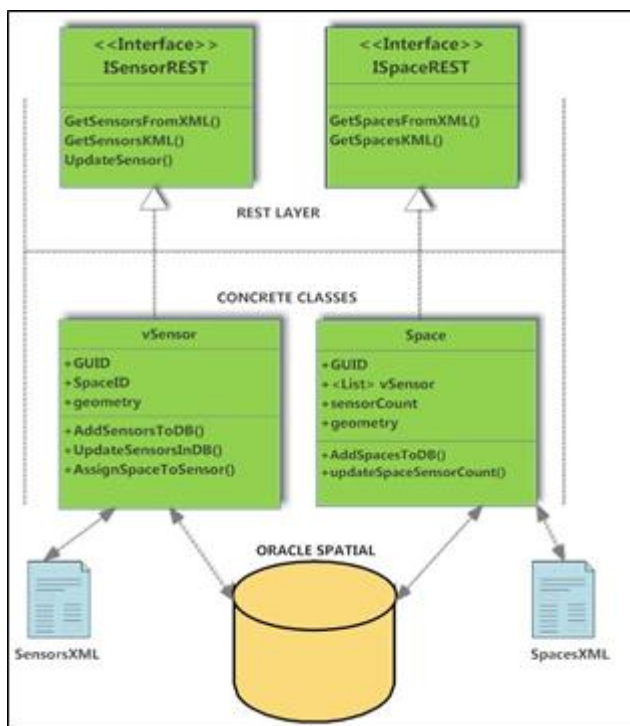 <<Interface>>
ISensorREST
GetSensorsFromXML()
GetSensorsKML()
UpdateSensor()
<<Interface>>
ISpaceREST
GetSpacesFromXML()
GetSpacesKML()
REST LAYER
CONCRETE CLASSES
vSensor
+GUID
+SpaceID
+geometry
+AddSensorsToDB()
+UpdateSensorsInDB()
+AssignSpaceToSensor()
Space
+GUID
+<List> vSensor
+sensorCount
+geometry
+AddSpacesToDB()
+updateSpaceSensorCount()
ORACLE SPATIAL
SensorsXML
SpacesXML